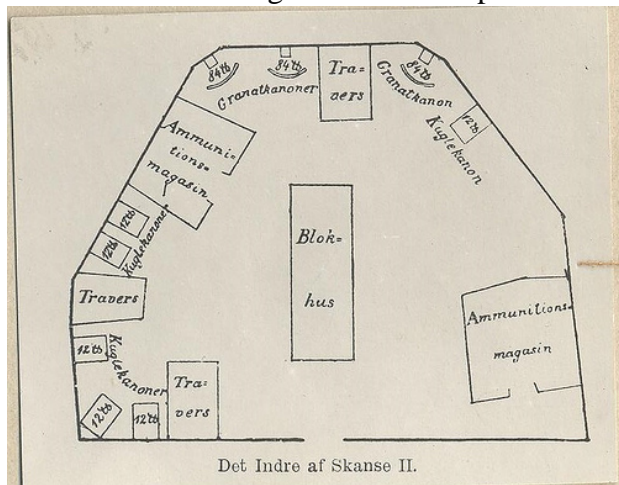 84 ℔
84 ℔
Granatkanoner
Tra=
vers
84 ℔
Granatkanon
12 ℔
Kuglekanon
Ammuni=
tions=
magasin
12 ℔
12 ℔
Kuglekanoner
Travers
12 ℔
Kuglekanoner
12 ℔
12 ℔
Tra=
vers
Blok=
hus
Ammunitions=
magasin
Det Indre af Skanse II.